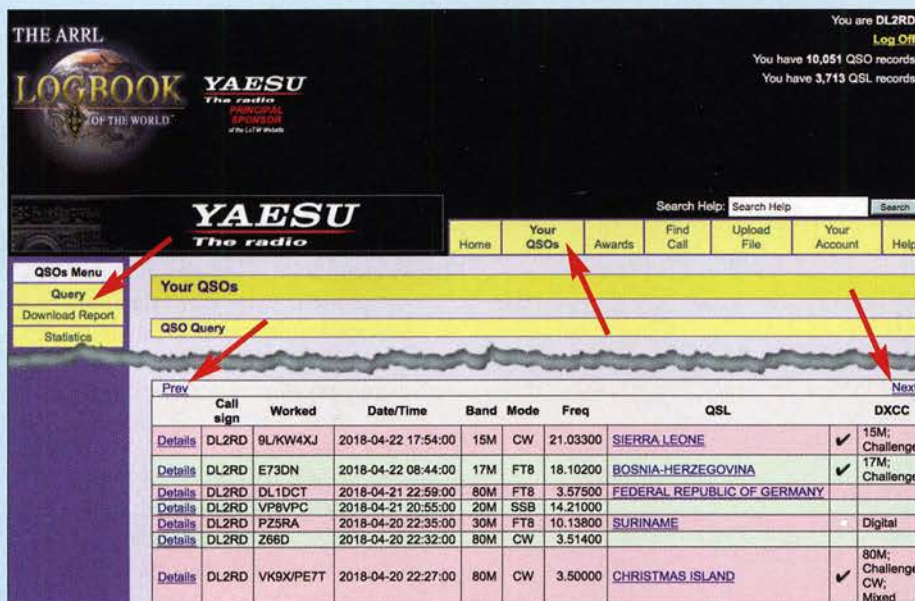 THE ARRL
LOGBOOK
OF THE WORLD™
YAESU
The radio
PRINCIPAL
SPONSOR
of the LoTW Website
You are DL2RD
Log Off
You have 10,051 QSO records
You have 3,713 QSL records
YAESU
The radio
Search Help: Search Help Search
Home Your QSOs Awards Find Call Upload File Your Account Help
QSOs Menu
Query
Download Report
Statistics
Your QSOs
QSO Query
Prev Next
Call sign Worked Date/Time Band Mode Freq QSL DXCC
Details DL2RD 9L/KW4XJ 2018-04-22 17:54:00 15M CW 21.03300 SIERRA LEONE ✔ 15M; Challenge
Details DL2RD E73DN 2018-04-22 08:44:00 17M FT8 18.10200 BOSNIA-HERZEGOVINA ✔ 17M; Challenge
Details DL2RD DL1DCT 2018-04-21 22:59:00 80M FT8 3.57500 FEDERAL REPUBLIC OF GERMANY
Details DL2RD VP8VPC 2018-04-21 20:55:00 20M SSB 14.21000
Details DL2RD PZ5RA 2018-04-20 22:35:00 30M FT8 10.13800 SURINAME Digital
Details DL2RD Z66D 2018-04-20 22:32:00 80M CW 3.51400
Details DL2RD VK9X/PE7T 2018-04-20 22:27:00 80M CW 3.50000 CHRISTMAS ISLAND ✔ 80M; Challenge CW; Mixed